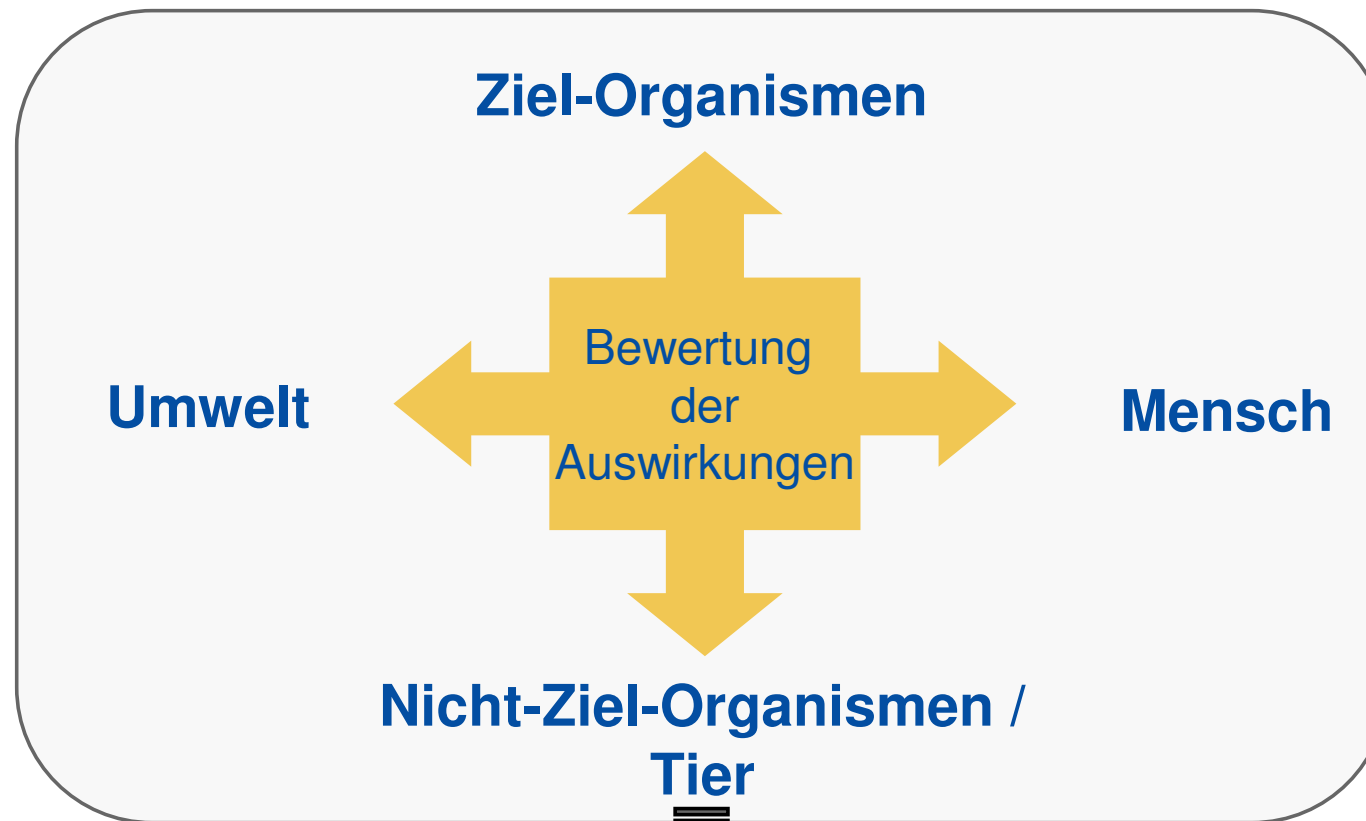 Ziel-Organismen
Umwelt
Bewertung
der
Auswirkungen
Mensch
Nicht-Ziel-Organismen /
Tier